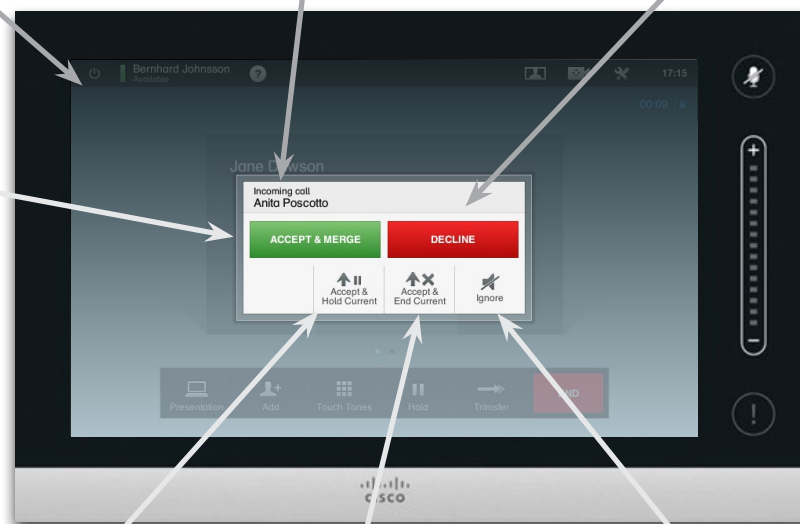 Bernhard Johnsson
Available
?
17:15
00:09
Jane Dowson
Incoming call
Anita Poscotto
ACCEPT & MERGE
DECLINE
Accept &
Hold Current
Accept &
End Current
Ignore
Presentation
Add
Touch Tones
Hold
Transfer
END
+
−
!
cisco